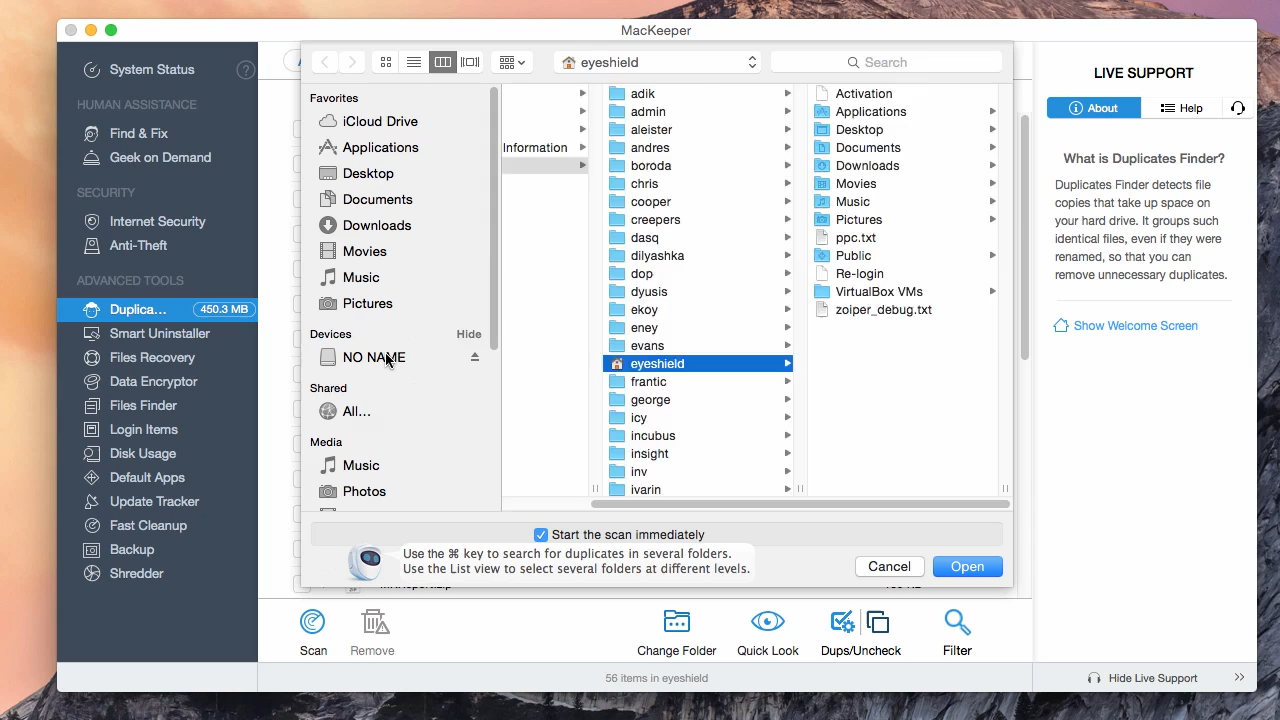 MacKeeper
System Status
?
HUMAN ASSISTANCE
Find & Fix
Geek on Demand
SECURITY
Internet Security
Anti-Theft
ADVANCED TOOLS
Duplica... 450.3 MB
Smart Uninstaller
Files Recovery
Data Encryptor
Files Finder
Login Items
Disk Usage
Default Apps
Update Tracker
Fast Cleanup
Backup
Shredder
eyeshield
Search
Favorites
iCloud Drive
Applications
Desktop
Documents
Downloads
Movies
Music
Pictures
Devices Hide
NO NAME
Shared
All...
Media
Music
Photos
Information
adik
admin
aleister
andres
boroda
chris
cooper
creepers
dasq
dilyashka
dop
dyusis
ekoy
eney
evans
eyeshield
frantic
george
icy
incubus
insight
inv
ivarin
Activation
Applications
Desktop
Documents
Downloads
Movies
Music
Pictures
ppc.txt
Public
Re-login
VirtualBox VMs
zoiper_debug.txt
Start the scan immediately
Use the ⌘ key to search for duplicates in several folders.
Use the List view to select several folders at different levels.
Cancel
Open
Scan
Remove
Change Folder
Quick Look
Dups/Uncheck
Filter
56 items in eyeshield
LIVE SUPPORT
About
Help
What is Duplicates Finder?
Duplicates Finder detects file
copies that take up space on
your hard drive. It groups such
identical files, even if they were
renamed, so that you can
remove unnecessary duplicates.
Show Welcome Screen
Hide Live Support